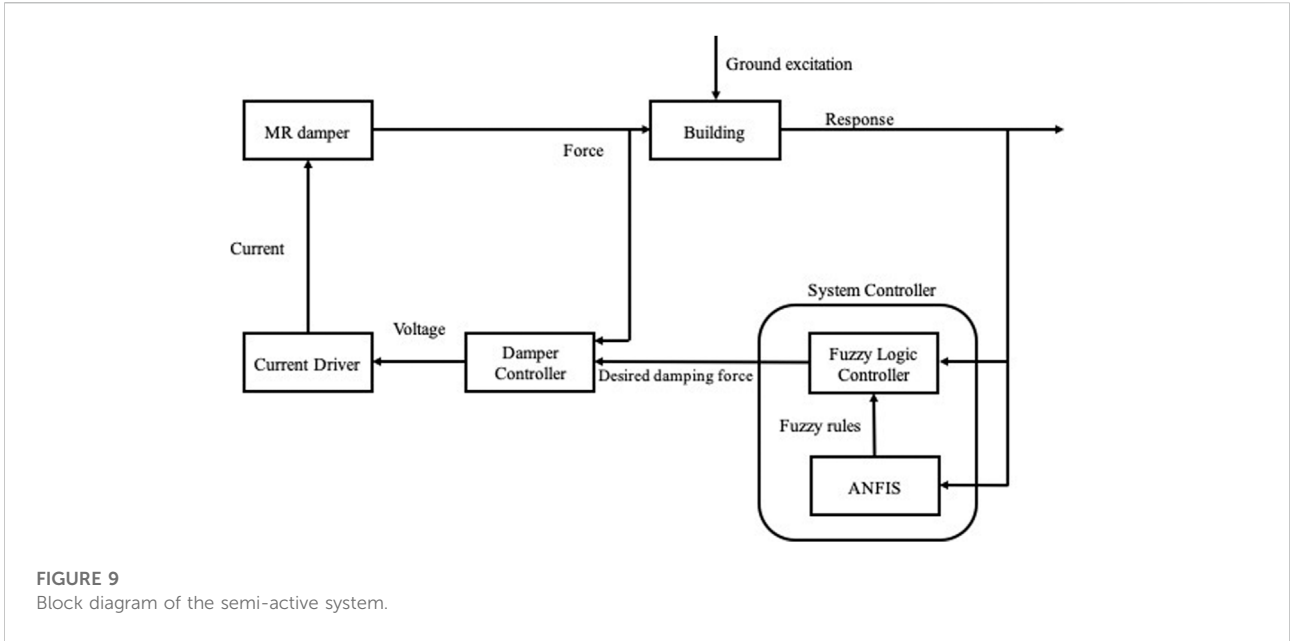 Ground excitation
MR damper
Building
Response
Force
Current
System Controller
Voltage
Current Driver
Damper
Controller
Desired damping force
Fuzzy Logic
Controller
Fuzzy rules
ANFIS
FIGURE 9
Block diagram of the semi-active system.